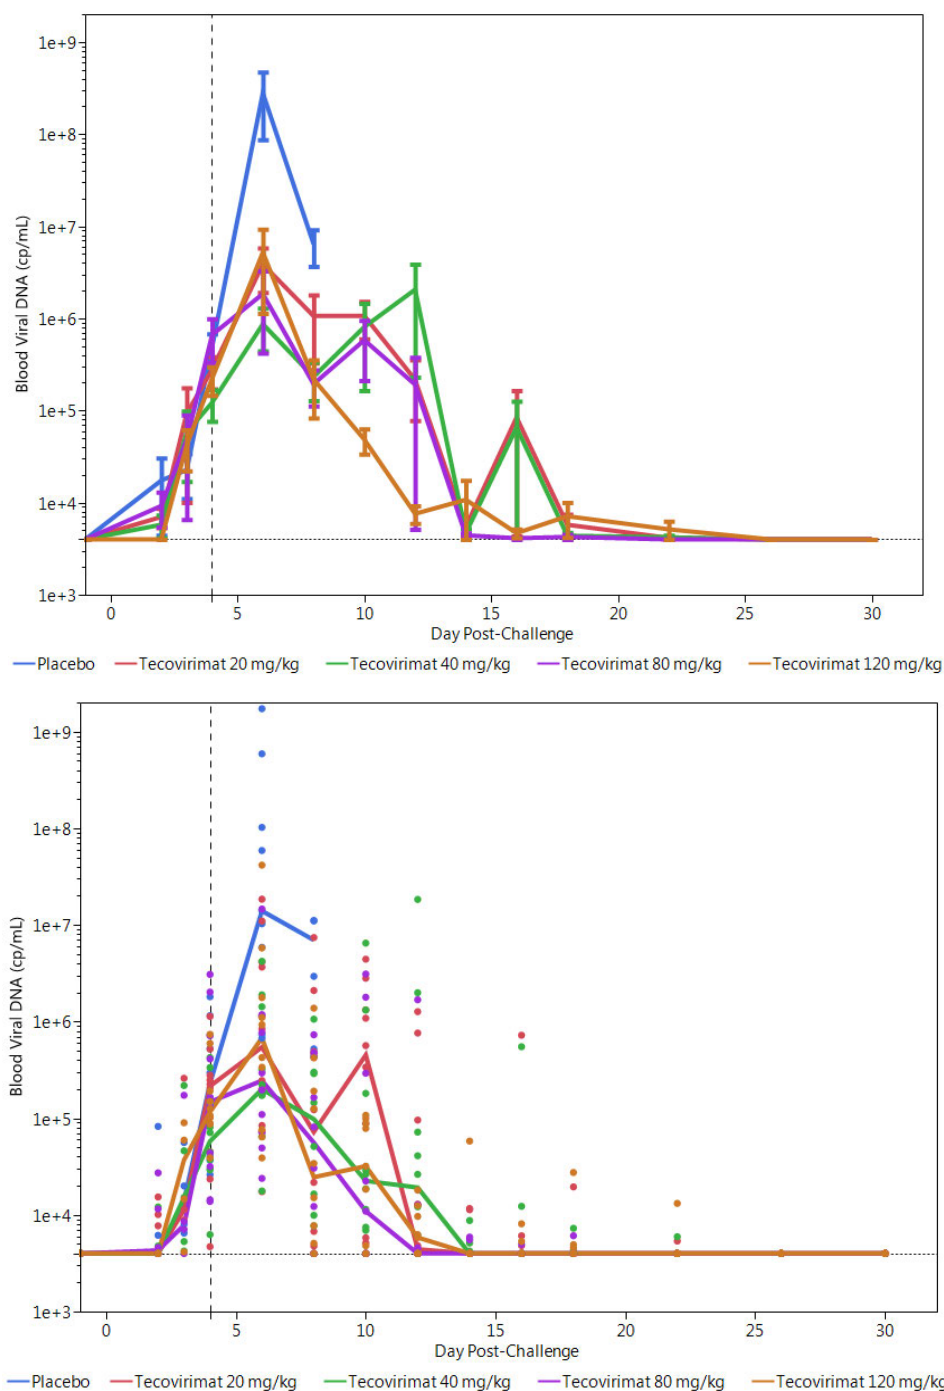 1e+9
1e+8
1e+7
1e+6
1e+5
1e+4
1e+3
Blood Viral DNA (cp/mL)
0 5 10 15 20 25 30
Day Post-Challenge
Placebo Tecovirimat 20 mg/kg Tecovirimat 40 mg/kg Tecovirimat 80 mg/kg Tecovirimat 120 mg/kg
1e+9
1e+8
1e+7
1e+6
1e+5
1e+4
1e+3
Blood Viral DNA (cp/mL)
0 5 10 15 20 25 30
Day Post-Challenge
Placebo Tecovirimat 20 mg/kg Tecovirimat 40 mg/kg Tecovirimat 80 mg/kg Tecovirimat 120 mg/kg